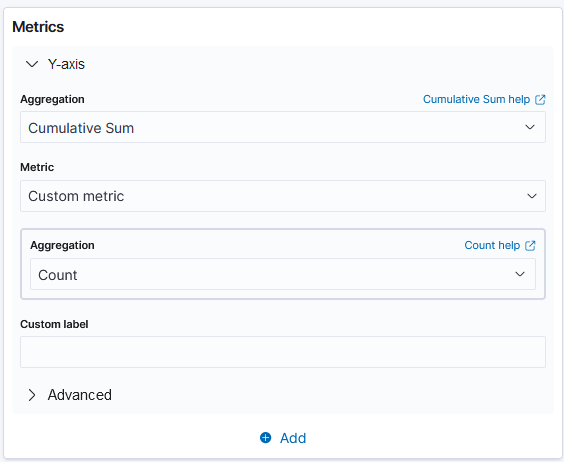 Metrics
Y-axis
Aggregation Cumulative Sum help
Cumulative Sum
Metric
Custom metric
Aggregation Count help
Count
Custom label
Advanced
Add